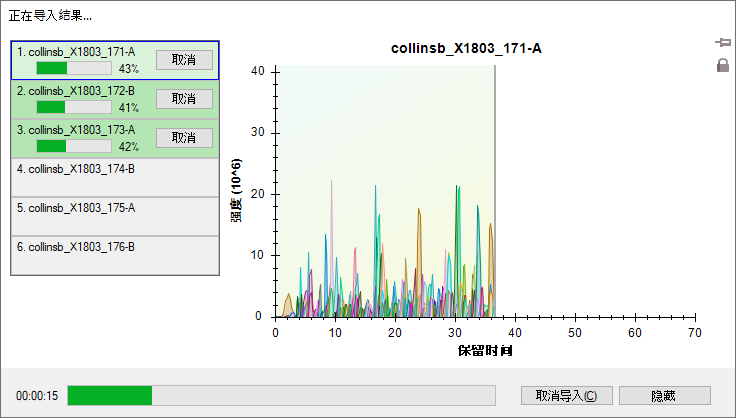 正在导入结果...
1. collinsb_X1803_171-A
43%
取消
2. collinsb_X1803_172-B
41%
取消
3. collinsb_X1803_173-A
42%
取消
4. collinsb_X1803_174-B
5. collinsb_X1803_175-A
6. collinsb_X1803_176-B
collinsb_X1803_171-A
强度 (10^6)
40
30
20
10
0
0 10 20 30 40 50 60 70
保留时间
00:00:15
取消导入(C)
隐藏